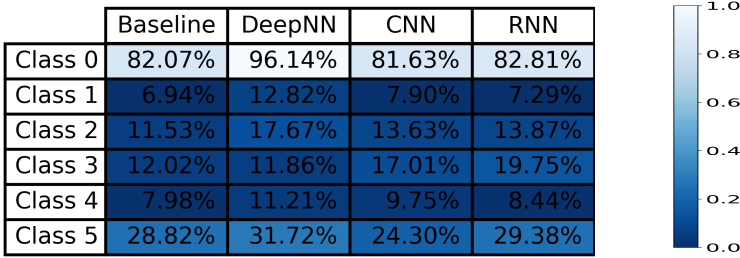 Baseline DeepNN CNN RNN
Class 0 82.07% 96.14% 81.63% 82.81%
Class 1 6.94% 12.82% 7.90% 7.29%
Class 2 11.53% 17.67% 13.63% 13.87%
Class 3 12.02% 11.86% 17.01% 19.75%
Class 4 7.98% 11.21% 9.75% 8.44%
Class 5 28.82% 31.72% 24.30% 29.38%
1.0
0.8
0.6
0.4
0.2
0.0